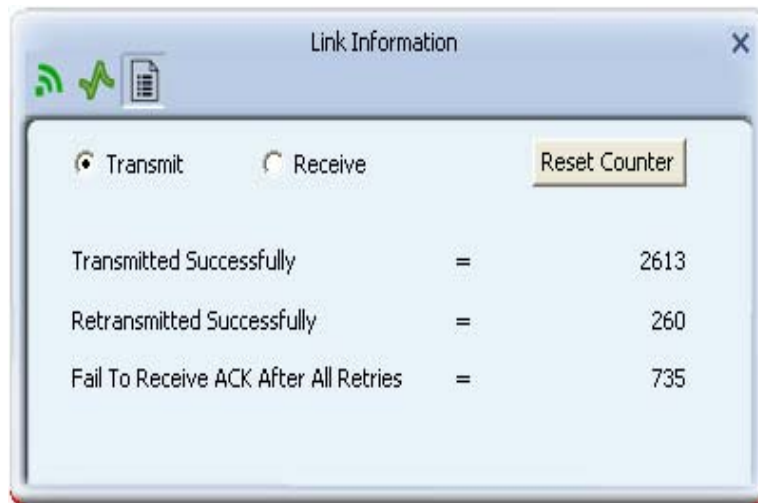 Link Information
Transmit Receive Reset Counter
Transmitted Successfully = 2613
Retransmitted Successfully = 260
Fail To Receive ACK After All Retries = 735